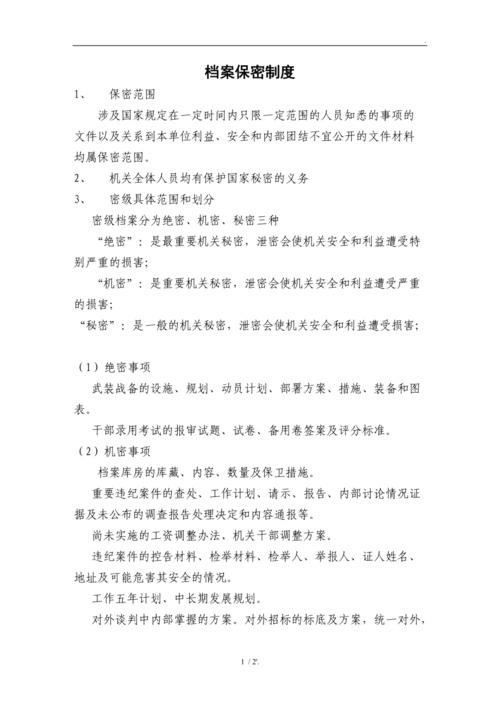 档案保密制度
1、 保密范围
涉及国家规定在一定时间内只限一定范围的人员知悉的事项的
文件以及关系到本单位利益、安全和内部团结不宜公开的文件材料
均属保密范围。
2、 机关全体人员均有保护国家秘密的义务
3、 密级具体范围和划分
密级档案分为绝密、机密、秘密三种
“绝密”：是最重要机关秘密，泄密会使机关安全和利益遭受特
别严重的损害；
“机密”：是重要机关秘密，泄密会使机关安全和利益遭受严重
的损害；
“秘密”：是一般的机关秘密，泄密会使机关安全和利益遭损害；
（1）绝密事项
武装战备的设施、规划、动员计划、部署方案、措施、装备和图
表。
干部录用考试的报审试题、试卷、备用卷签案及评分标准。
（2）机密事项
档案库房的库藏、内容、数量及保卫措施。
重要违纪案件的查处、工作计划、请示、报告、内部讨论情况证
据及未公布的调查报告处理决定和内容通报等。
尚未实施的工资调整办法、机关干部调整方案。
违纪案件的控告材料、检举材料、检举人、举报人、证人姓名、
地址及可能危害其安全的情况。
工作五年计划、中长期发展规划。
对外谈判中内部掌握的方案。对外招标的标底及方案，统一对外，
1 / 2'.